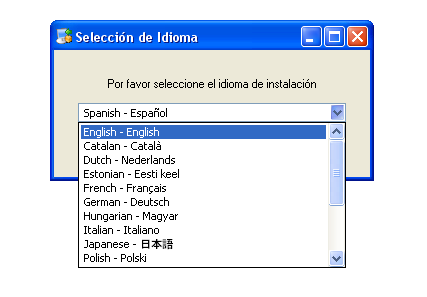 Selección de Idioma
Por favor seleccione el idioma de instalación
Spanish - Español
English - English
Catalan - Català
Dutch - Nederlands
Estonian - Eesti keel
French - Français
German - Deutsch
Hungarian - Magyar
Italian - Italiano
Japanese - 日本語
Polish - Polski